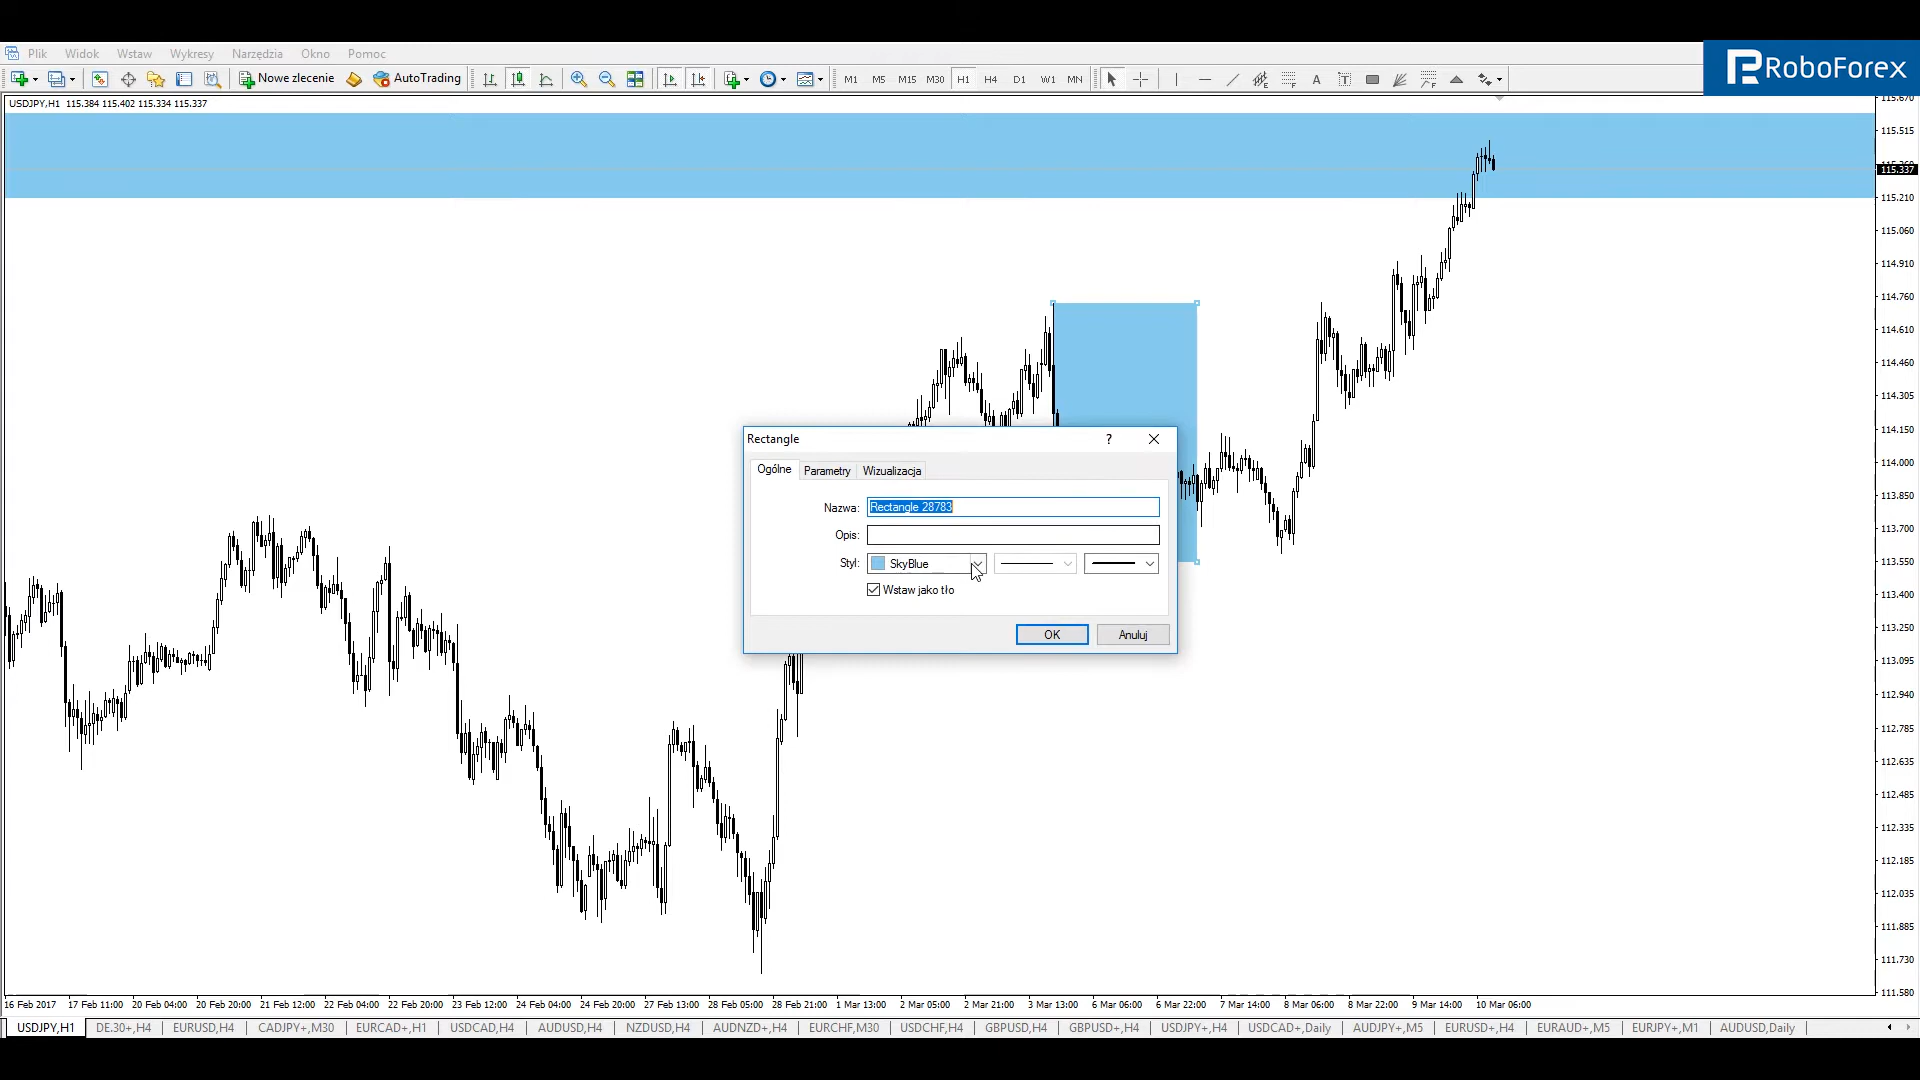 RoboForex
Plik Widok Wstaw Wykresy Narzędzia Okno Pomoc
Nowe zlecenie AutoTrading M1 M5 M15 M30 H1 H4 D1 W1 MN A T
USDJPY,H1 115.384 115.402 115.334 115.337
115.670
115.515
115.337
115.210
115.060
114.910
114.760
114.610
114.460
114.305
114.150
114.000
113.850
113.700
113.550
113.400
113.250
113.095
112.940
112.785
112.635
112.485
112.335
112.185
112.035
111.885
111.730
111.580
Rectangle ?
Ogólne Parametry Wizualizacja
Nazwa: Rectangle 28783
Opis:
Styl: SkyBlue
Wstaw jako tło
OK Anuluj
16 Feb 2017 17 Feb 11:00 20 Feb 04:00 20 Feb 20:00 21 Feb 12:00 22 Feb 04:00 22 Feb 20:00 23 Feb 12:00 24 Feb 04:00 24 Feb 20:00 27 Feb 13:00 28 Feb 05:00 28 Feb 21:00 1 Mar 13:00 2 Mar 05:00 2 Mar 21:00 3 Mar 13:00 6 Mar 06:00 6 Mar 22:00 7 Mar 14:00 8 Mar 06:00 8 Mar 22:00 9 Mar 14:00 10 Mar 06:00
USDJPY,H1 DE.30+,H4 EURUSD,H4 CADJPY+,M30 EURCAD+,H1 USDCAD,H4 AUDUSD,H4 NZDUSD,H4 AUDNZD+,H4 EURCHF,M30 USDCHF,H4 GBPUSD,H4 GBPUSD+,H4 USDJPY+,H4 USDCAD+,Daily AUDJPY+,M5 EURUSD+,H4 EURAUD+,M5 EURJPY+,M1 AUDUSD,Daily